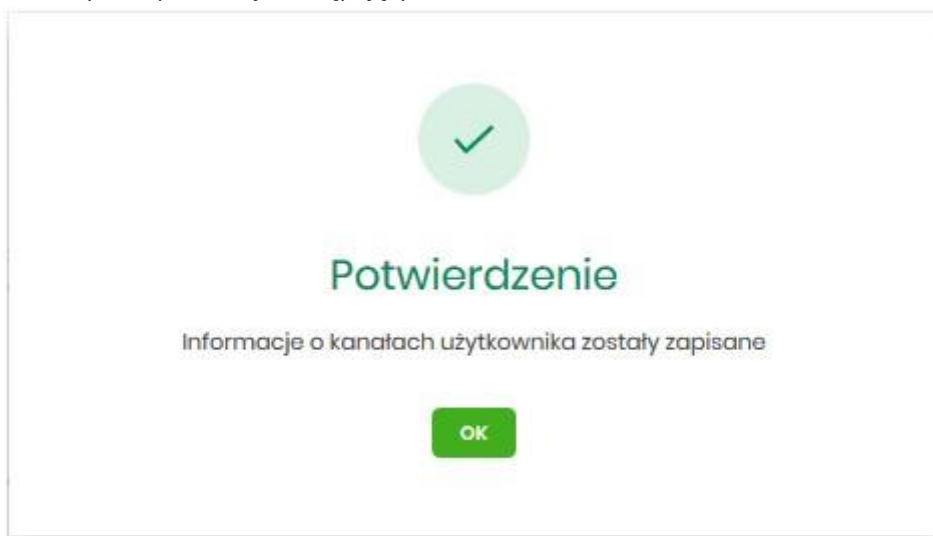 Potwierdzenie
Informacje o kanałach użytkownika zostały zapisane
OK